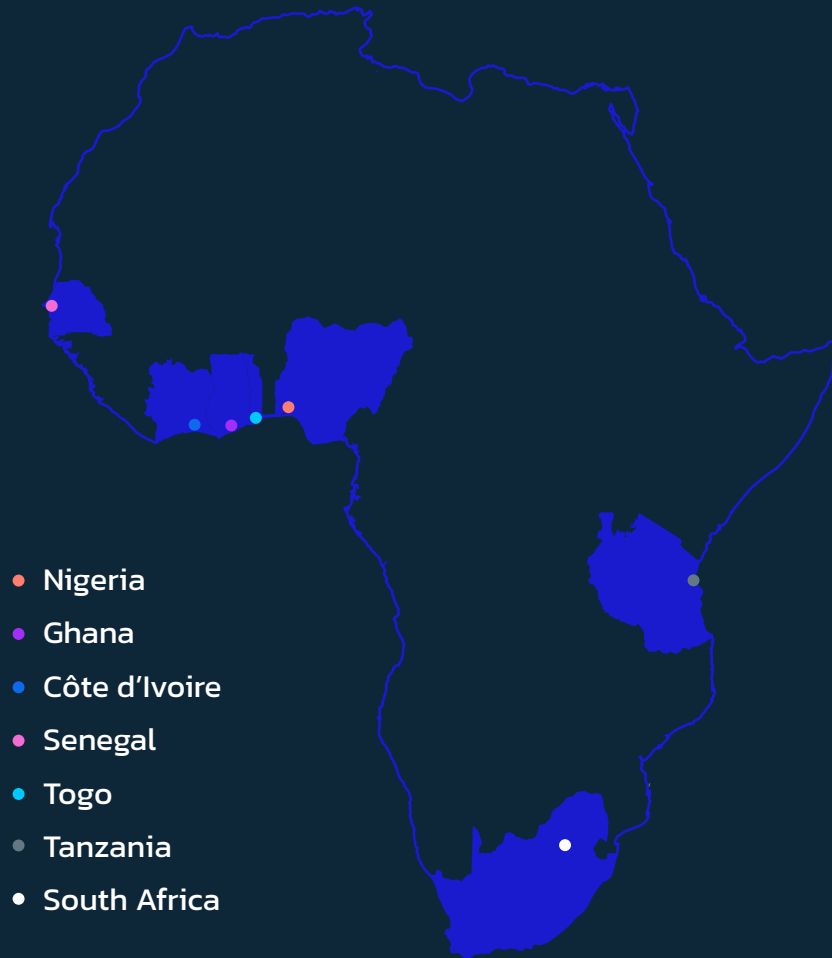 Nigeria
Ghana
Côte d’Ivoire
Senegal
Togo
Tanzania
South Africa